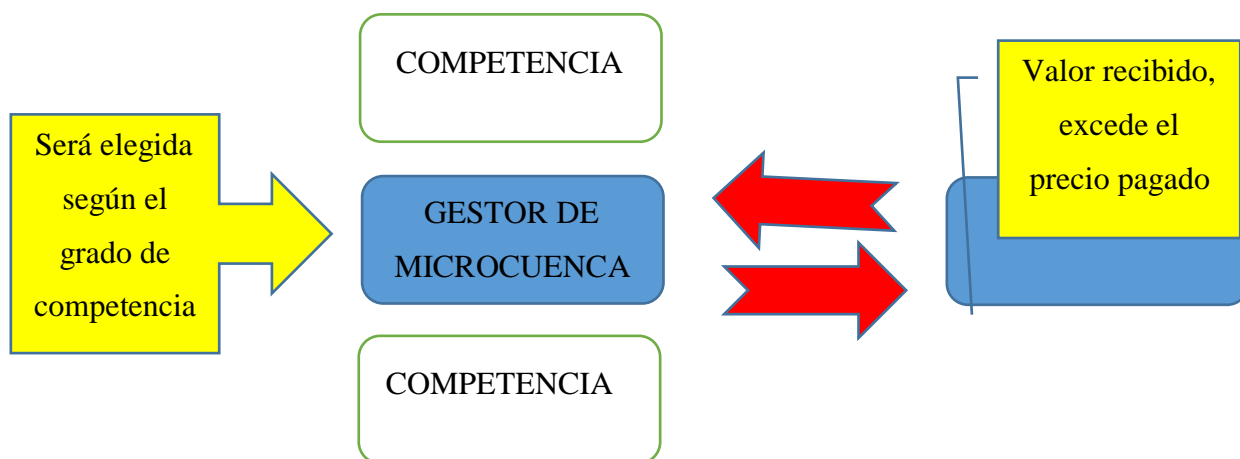 COMPETENCIA
Será elegida
según el
grado de
competencia
GESTOR DE
MICROCUENCA
COMPETENCIA
Valor recibido,
excede el
precio pagado